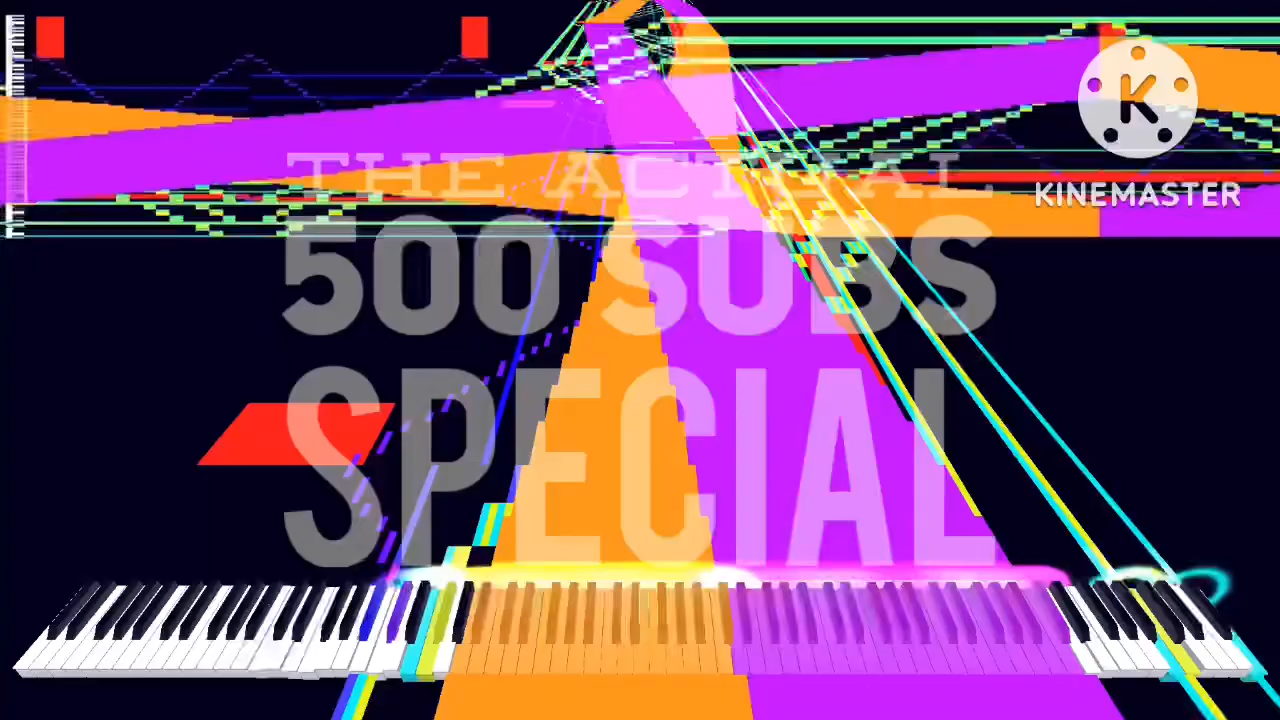 THE ACTUAL
500 SUBS
SPECIAL
K
KINEMASTER